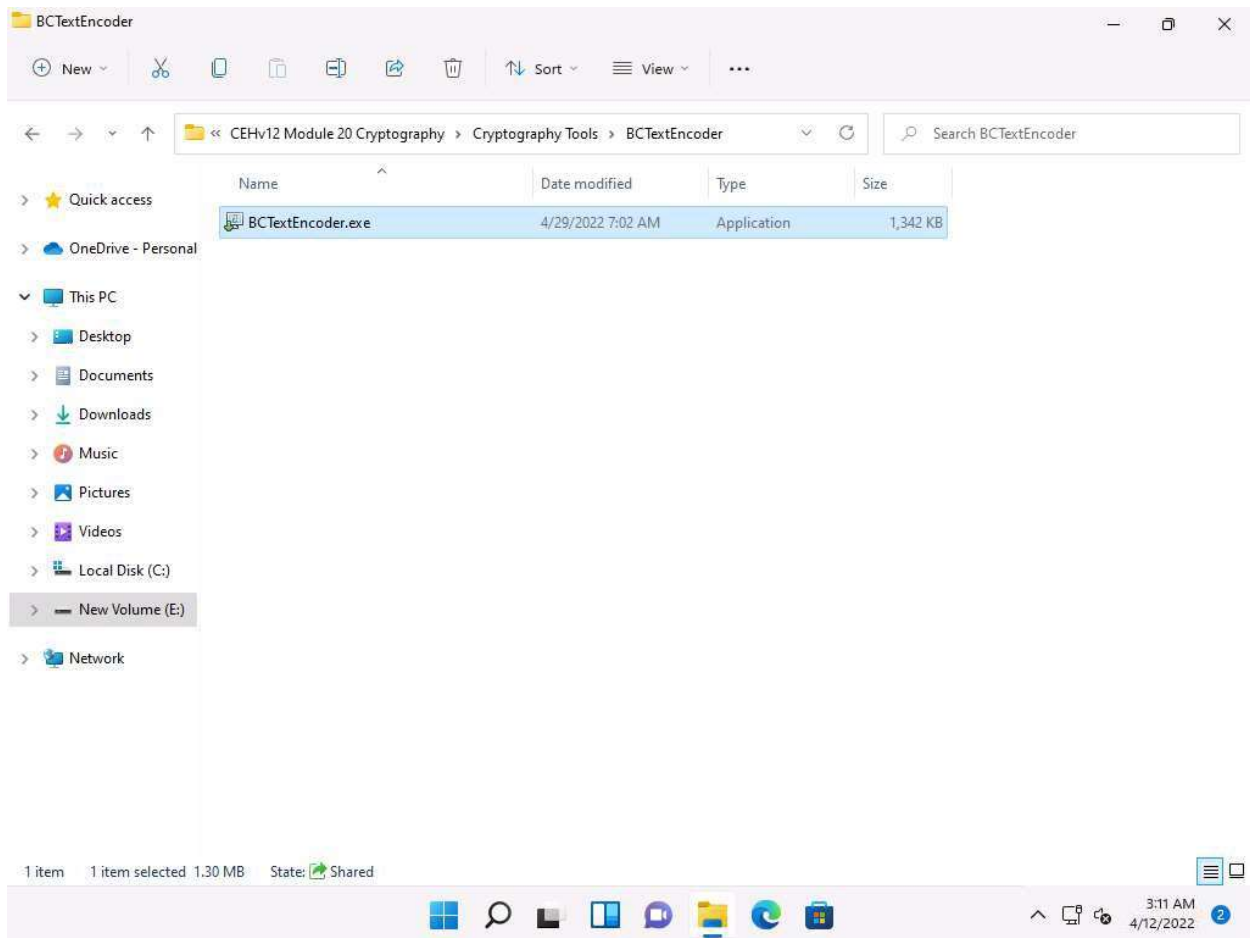 BCTextEncoder
New
Sort
View
« CEHv12 Module 20 Cryptography > Cryptography Tools > BCTextEncoder
Search BCTextEncoder
Name Date modified Type Size
BCTextEncoder.exe 4/29/2022 7:02 AM Application 1,342 KB
Quick access
OneDrive - Personal
This PC
Desktop
Documents
Downloads
Music
Pictures
Videos
Local Disk (C:)
New Volume (E:)
Network
1 item 1 item selected 1.30 MB State: Shared
3:11 AM
4/12/2022
2